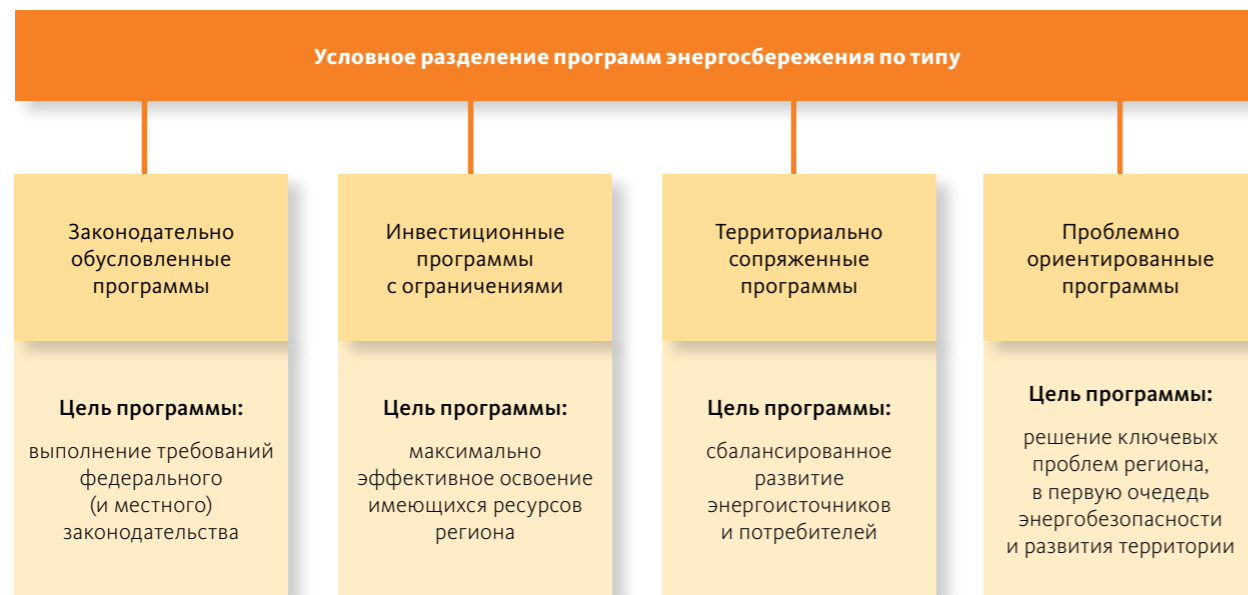 Условное разделение программ энергосбережения по типу
Законодательно
обусловленные
программы
Цель программы:
выполнение требований
федерального
(и местного)
законодательства
Инвестиционные
программы
с ограничениями
Цель программы:
максимально
эффективное освоение
имеющихся ресурсов
региона
Территориально
сопряженные
программы
Цель программы:
сбалансированное
развитие
энергоисточников
и потребителей
Проблемно
ориентированные
программы
Цель программы:
решение ключевых
проблем региона,
в первую очедедь
энергобезопасности
и развития территории